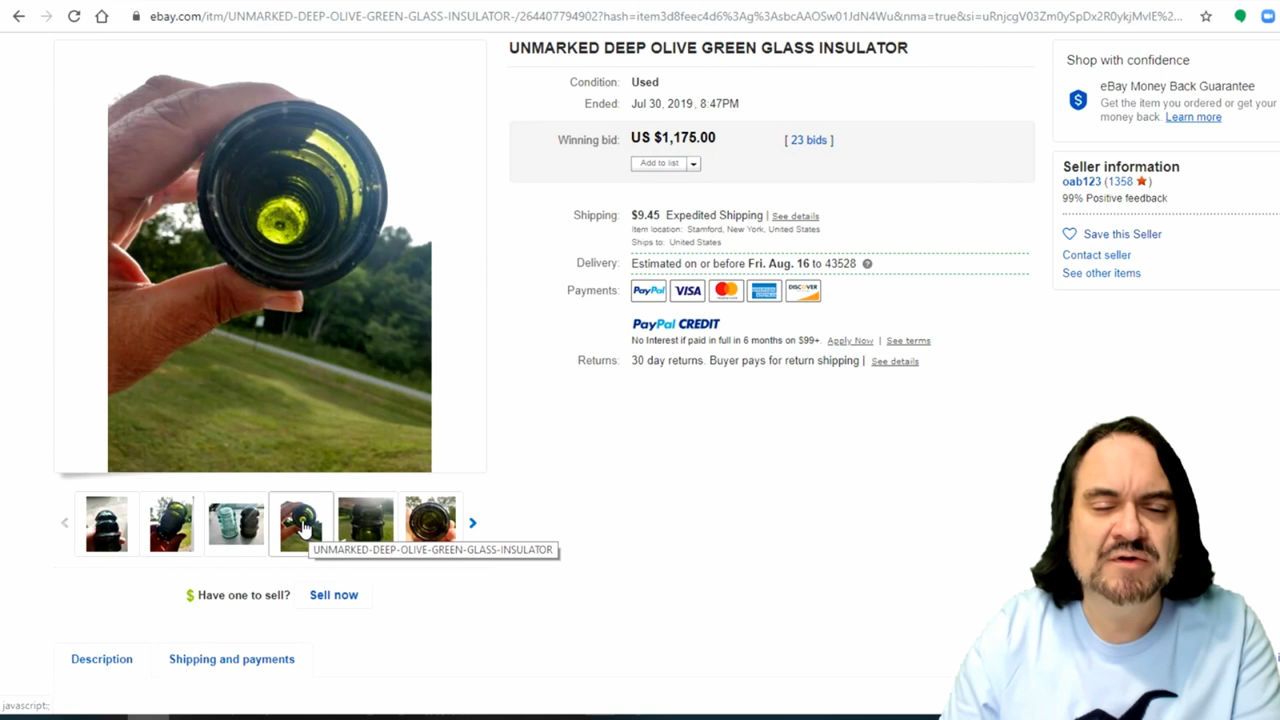 ebay.com/itm/UNMARKED-DEEP-OLIVE-GREEN-GLASS-INSULATOR-/264407794902?hash=item3d8feec4d6%3Ag%3AsbcAAOSw01JdN4Wu&nma=true&si=uRnjcgV03Zm0ySpDx2R0ykjMvIE%2...
UNMARKED DEEP OLIVE GREEN GLASS INSULATOR
Condition: Used
Ended: Jul 30, 2019 , 8:47PM
Winning bid: US $1,175.00 [ 23 bids ]
Add to list
Shipping: $9.45 Expedited Shipping | See details
Item location: Stamford, New York, United States
Ships to: United States
Delivery: Estimated on or before Fri. Aug. 16 to 43528
Payments: PayPal VISA MasterCard AMERICAN EXPRESS DISCOVER
PayPal CREDIT
No Interest if paid in full in 6 months on $99+. Apply Now | See terms
Returns: 30 day returns. Buyer pays for return shipping | See details
Shop with confidence
eBay Money Back Guarantee
Get the item you ordered or get your
money back. Learn more
Seller information
oab123 (1358 )
99% Positive feedback
Save this Seller
Contact seller
See other items
UNMARKED-DEEP-OLIVE-GREEN-GLASS-INSULATOR
$ Have one to sell? Sell now
Description Shipping and payments
javascript:;